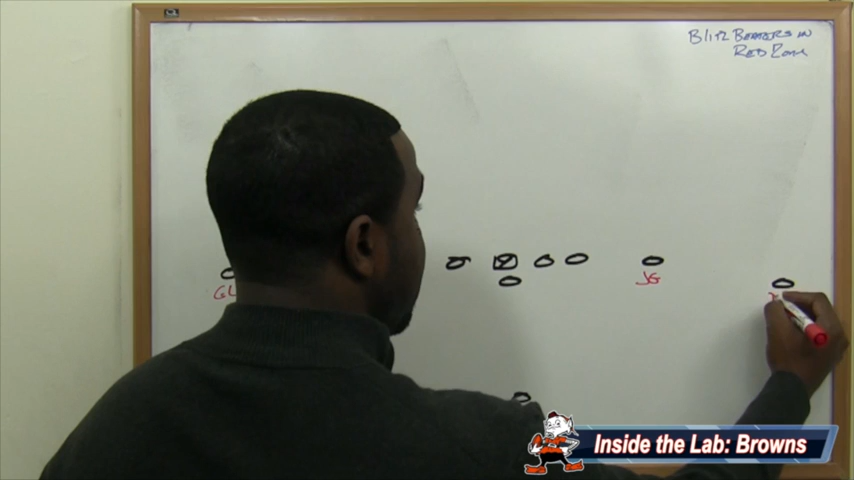 Blitz Beaters in
Red Zone
GL
JG
Inside the Lab: Browns